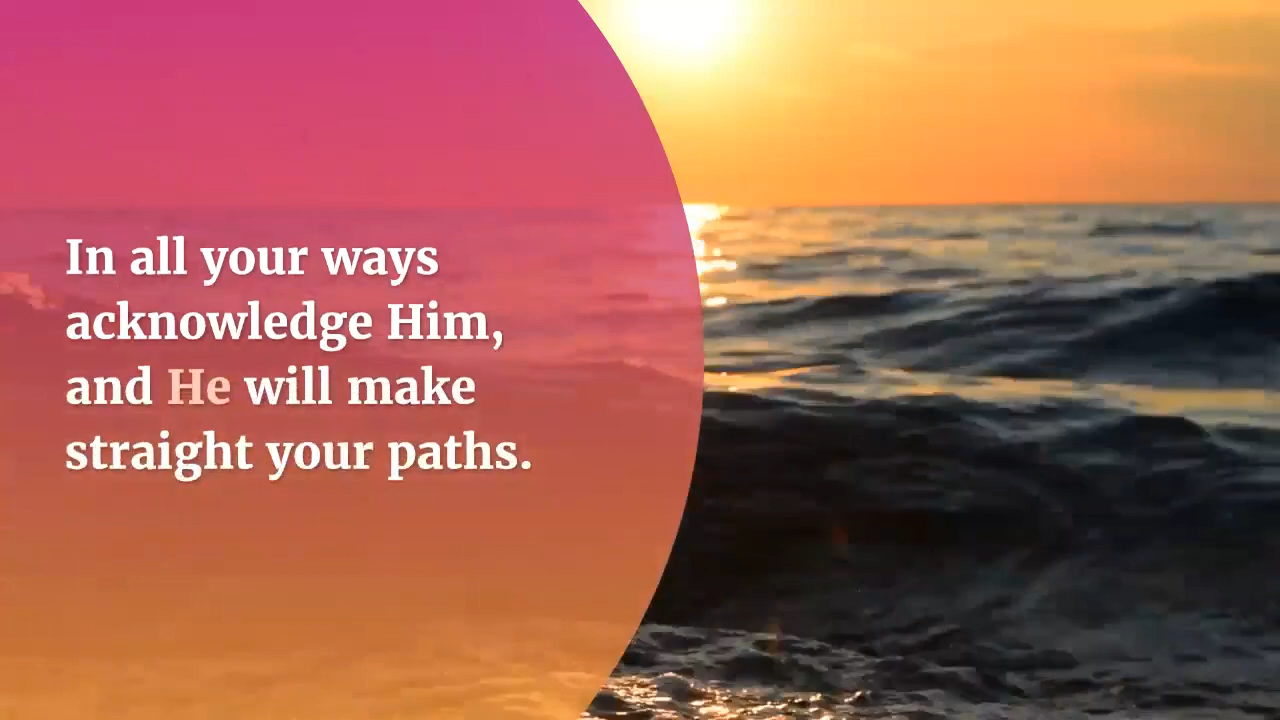 In all your ways
acknowledge Him,
and He will make
straight your paths.